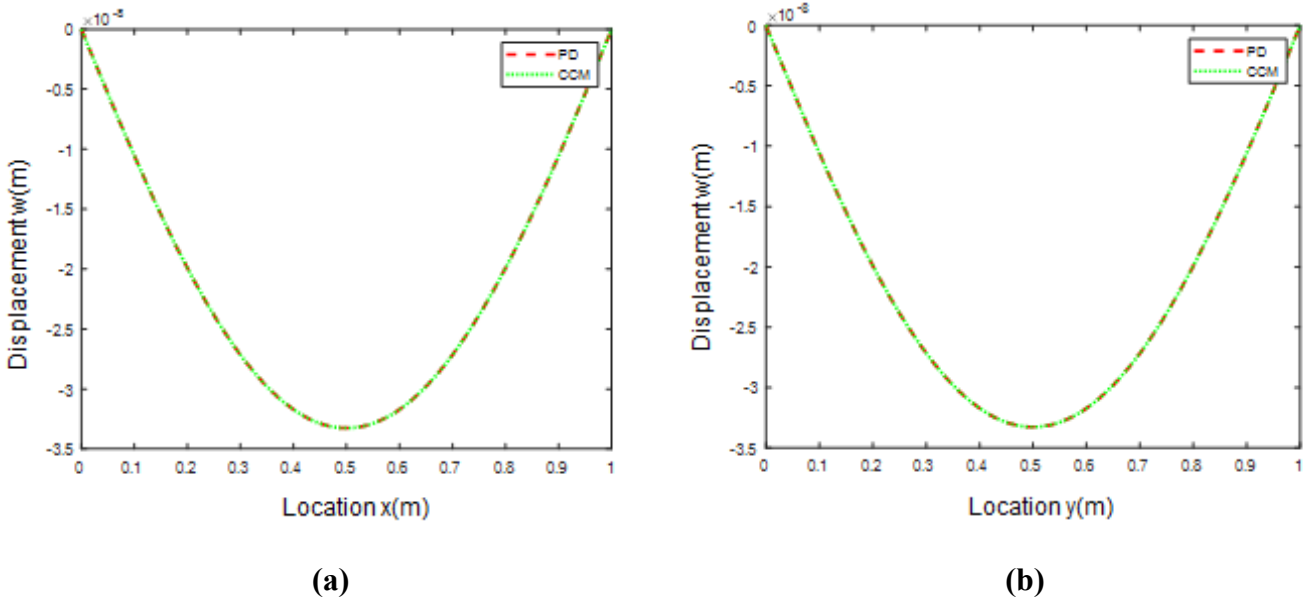 ×10⁻⁸
0
-0.5
-1
-1.5
-2
-2.5
-3
-3.5
0 0.1 0.2 0.3 0.4 0.5 0.6 0.7 0.8 0.9 1
Displacement w(m)
Location x(m)
PD
CCM
(a)
×10⁻⁸
0
-0.5
-1
-1.5
-2
-2.5
-3
-3.5
0 0.1 0.2 0.3 0.4 0.5 0.6 0.7 0.8 0.9 1
Displacement w(m)
Location y(m)
PD
CCM
(b)